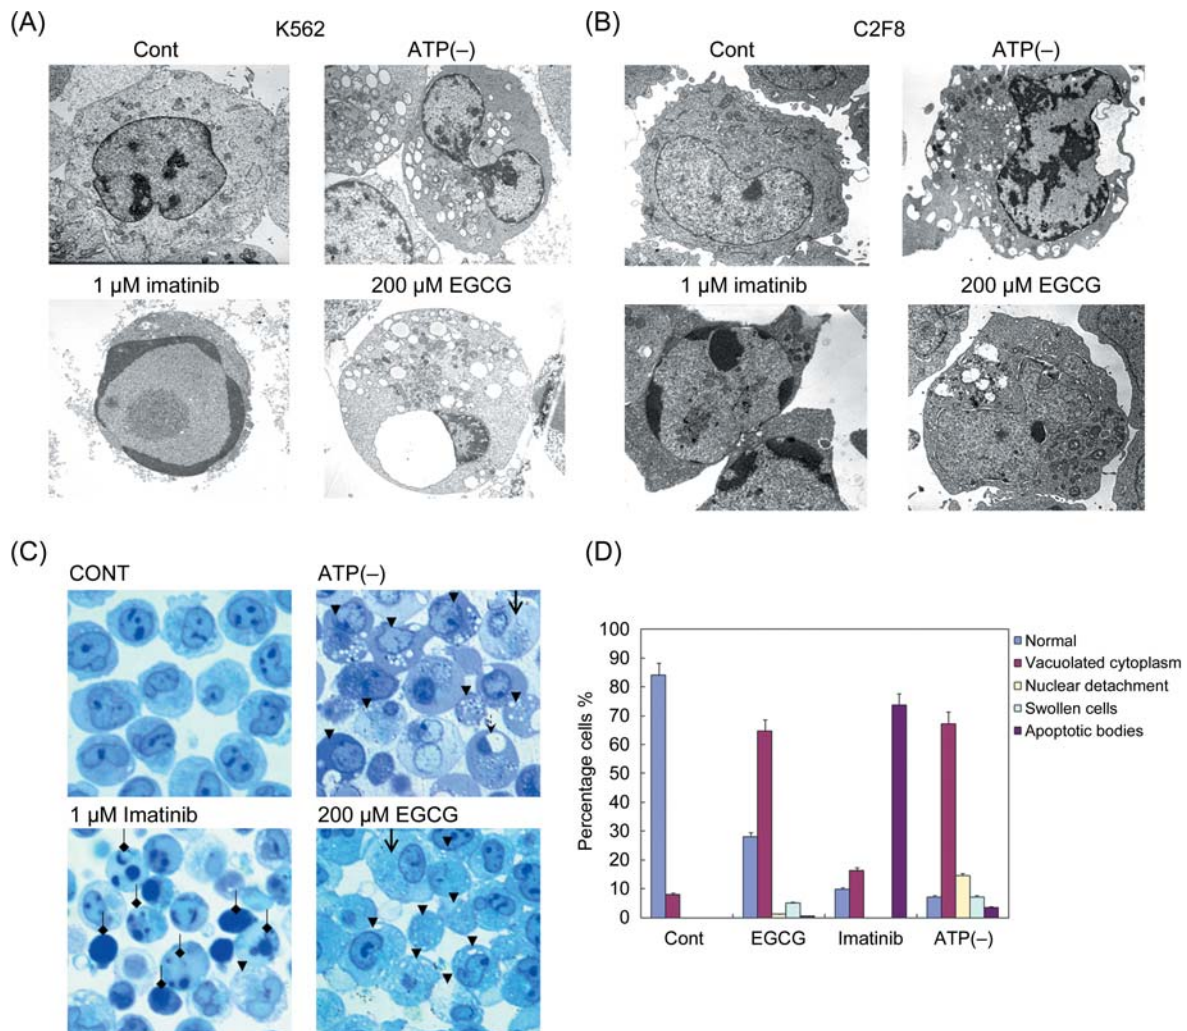 (A)
K562
Cont
ATP(–)
1 µM imatinib
200 µM EGCG
(B)
C2F8
Cont
ATP(–)
1 µM imatinib
200 µM EGCG
(C)
CONT
ATP(–)
1 µM Imatinib
200 µM EGCG
(D)
Percentage cells %
100
90
80
70
60
50
40
30
20
10
0
Cont
EGCG
Imatinib
ATP(–)
Normal
Vacuolated cytoplasm
Nuclear detachment
Swollen cells
Apoptotic bodies